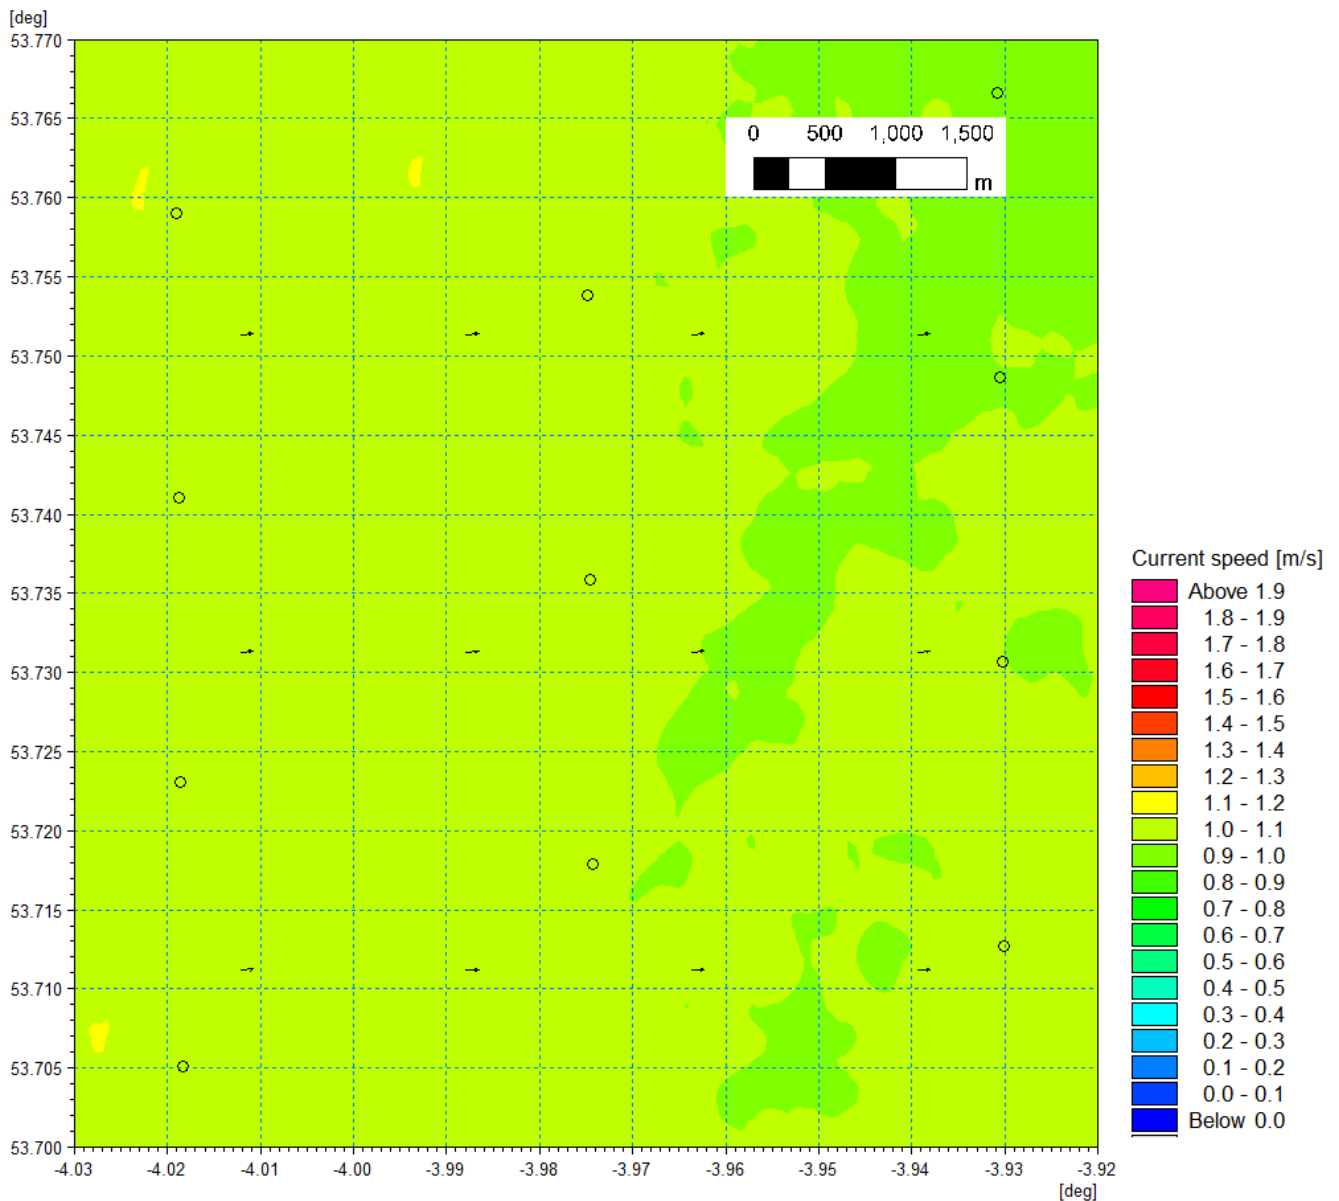 [deg]
53.770
53.765
53.760
53.755
53.750
53.745
53.740
53.735
53.730
53.725
53.720
53.715
53.710
53.705
53.700
0 500 1,000 1,500
m
-4.03 -4.02 -4.01 -4.00 -3.99 -3.98 -3.97 -3.96 -3.95 -3.94 -3.93 -3.92
[deg]
Current speed [m/s]
Above 1.9
1.8 - 1.9
1.7 - 1.8
1.6 - 1.7
1.5 - 1.6
1.4 - 1.5
1.3 - 1.4
1.2 - 1.3
1.1 - 1.2
1.0 - 1.1
0.9 - 1.0
0.8 - 0.9
0.7 - 0.8
0.6 - 0.7
0.5 - 0.6
0.4 - 0.5
0.3 - 0.4
0.2 - 0.3
0.1 - 0.2
0.0 - 0.1
Below 0.0